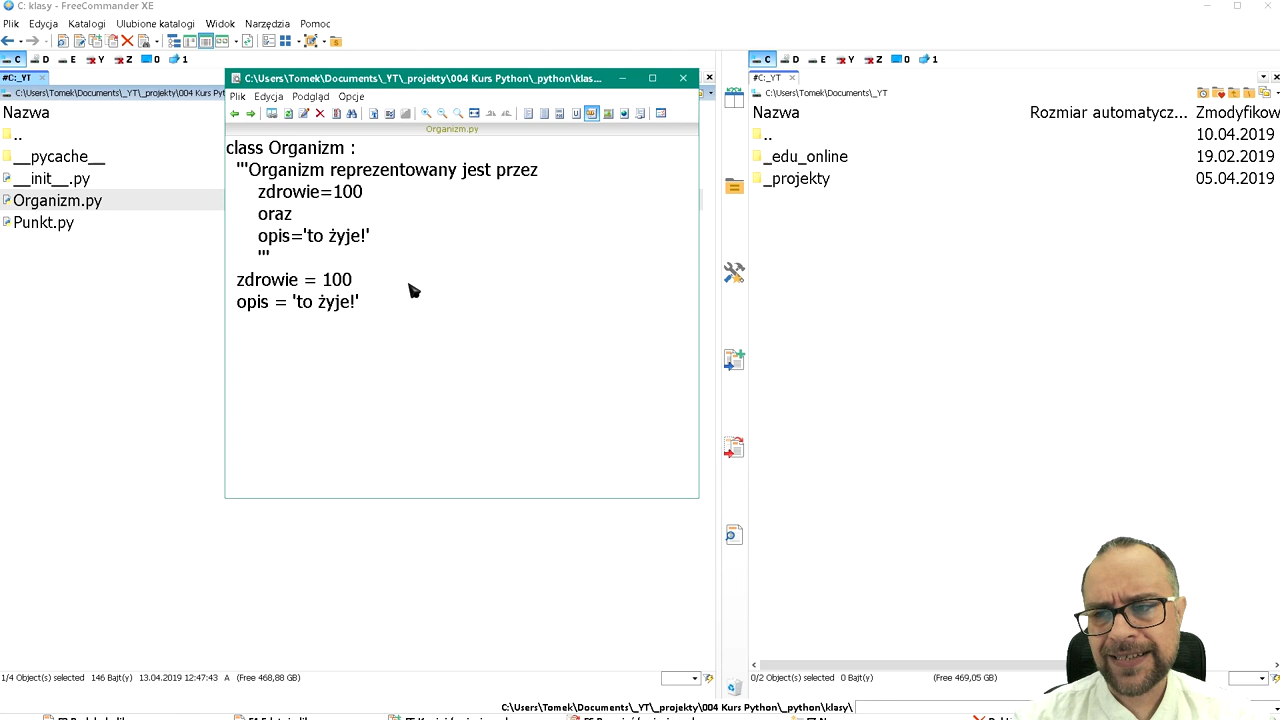 C: klasy - FreeCommander XE
Plik Edycja Katalogi Ulubione katalogi Widok Narzędzia Pomoc
C D E Y Z 0 1
#C:_YT
C:\Users\Tomek\Documents\_YT\_projekty\004 Kurs Pyt
Nazwa
..
__pycache__
__init__.py
Organizm.py
Punkt.py
C:\Users\Tomek\Documents\_YT\_projekty\004 Kurs Python\_python\klas...
Plik Edycja Podgląd Opcje
Organizm.py
class Organizm :
'''Organizm reprezentowany jest przez
zdrowie=100
oraz
opis='to żyje!'
'''
zdrowie = 100
opis = 'to żyje!'
C D E Y Z 0 1
#C:_YT
C:\Users\Tomek\Documents\_YT
Nazwa Rozmiar automatycz... Zmodyfikow
.. 10.04.2019
_edu_online 19.02.2019
_projekty 05.04.2019
1/4 Object(s) selected 146 Bajt(y) 13.04.2019 12:47:43 A (Free 468,88 GB)
0/2 Object(s) selected 0 Bajt(y) (Free 469,05 GB)
C:\Users\Tomek\Documents\_YT\_projekty\004 Kurs Python\_python\klasy\